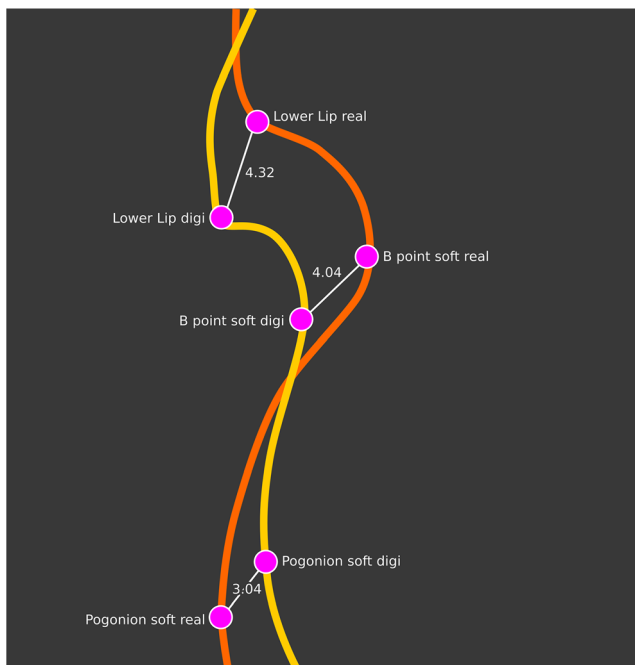 Lower Lip real
4.32
Lower Lip digi
B point soft real
4.04
B point soft digi
Pogonion soft digi
3.04
Pogonion soft real